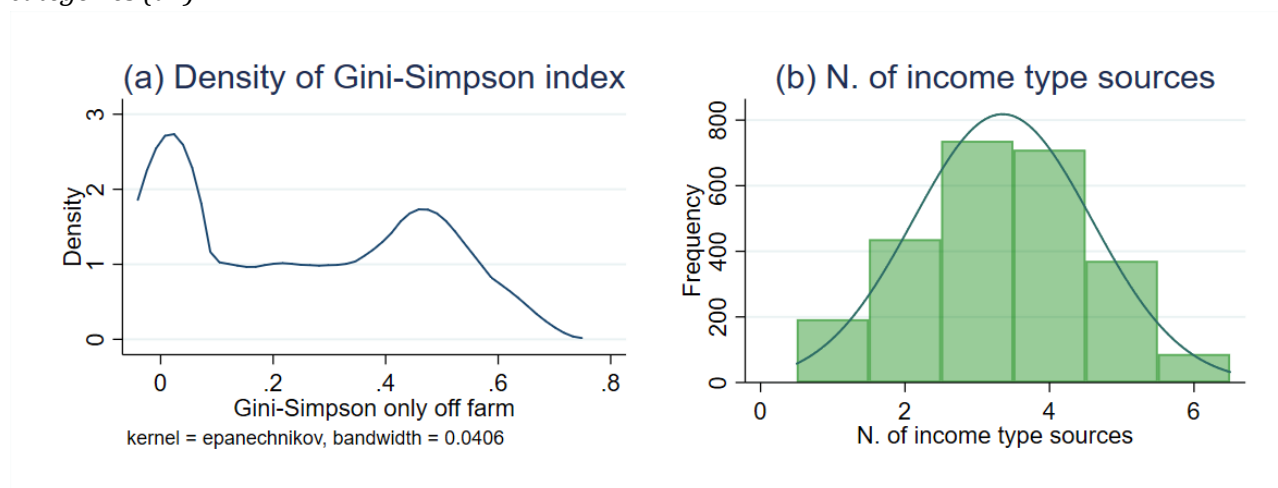 (a) Density of Gini-Simpson index
Density
3
2
1
0
0 .2 .4 .6 .8
Gini-Simpson only off farm
kernel = epanechnikov, bandwidth = 0.0406
(b) N. of income type sources
Frequency
800
600
400
200
0
0 2 4 6
N. of income type sources